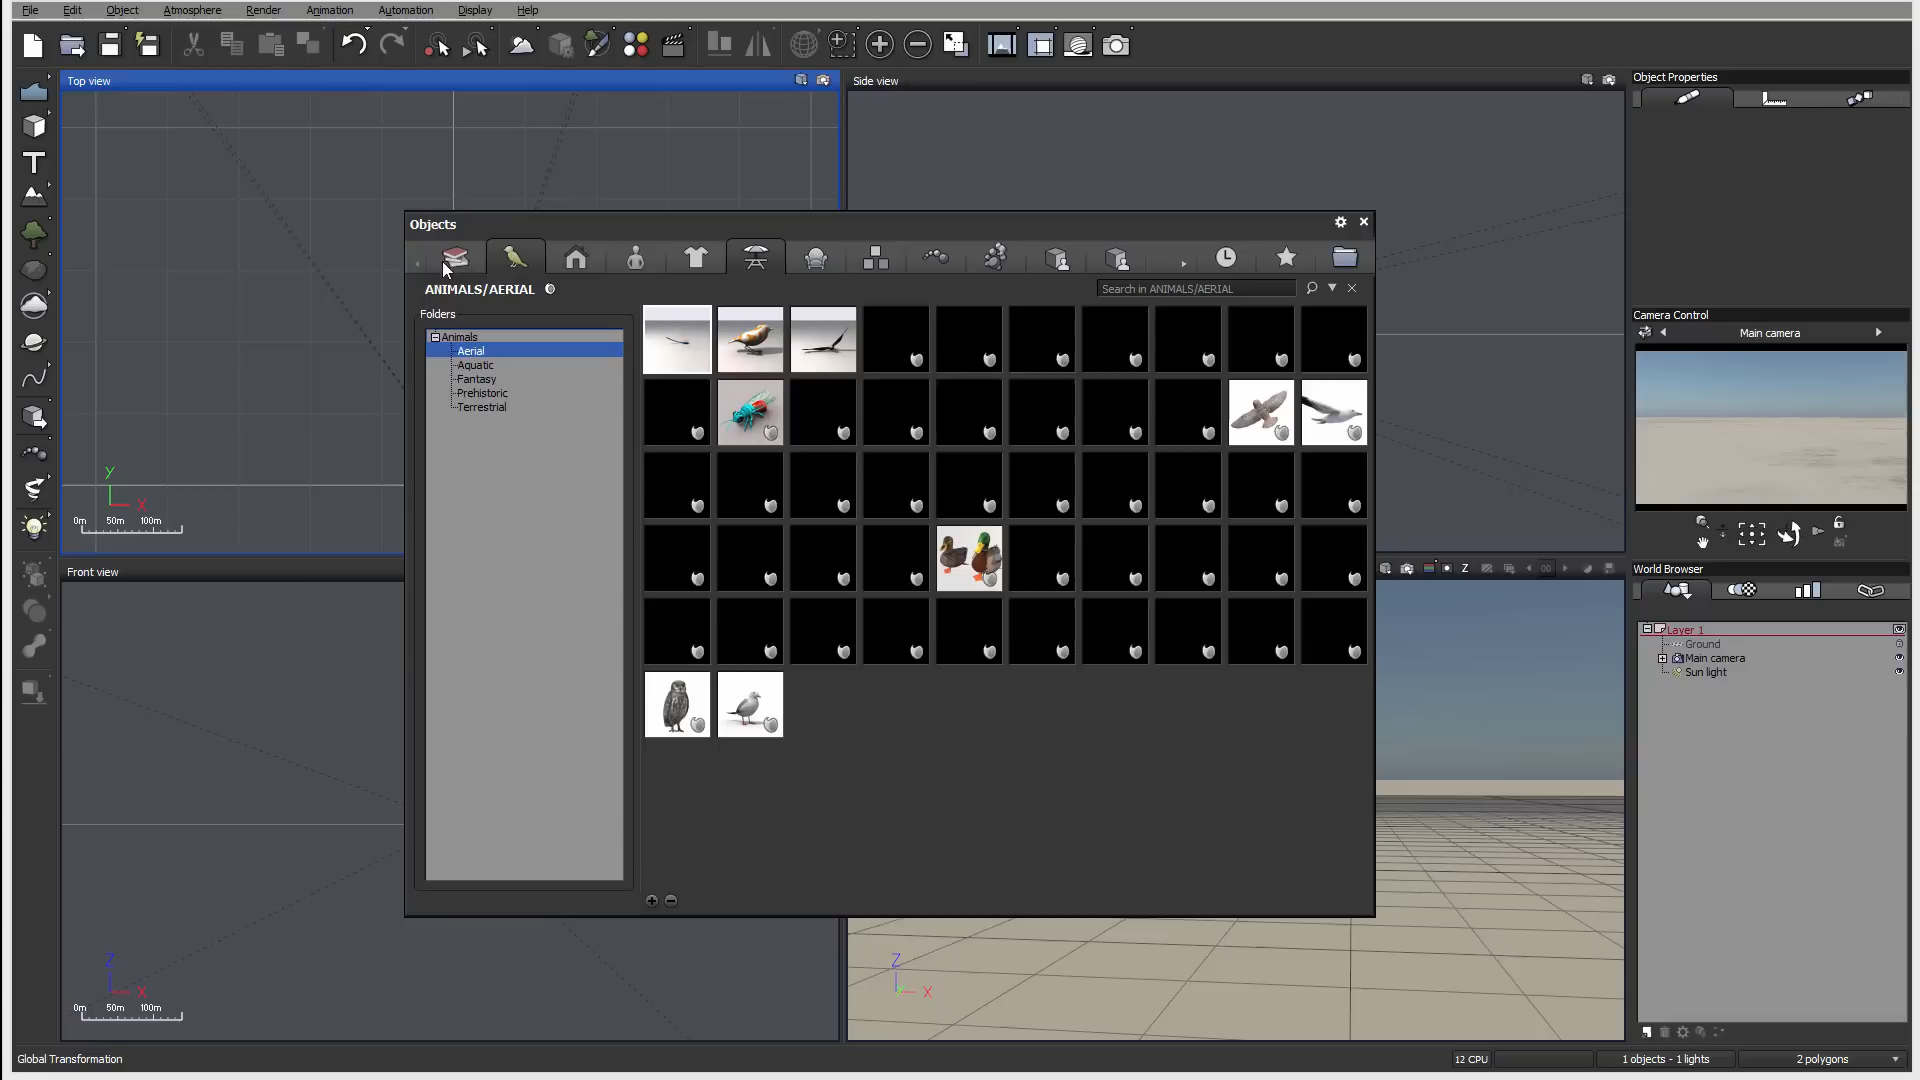 File Edit Object Atmosphere Render Animation Automation Display Help
Top view
Side view
Object Properties
Objects
ANIMALS/AERIAL
Search in ANIMALS/AERIAL
Folders
Animals
Aerial
Aquatic
Fantasy
Prehistoric
Terrestrial
Camera Control
Main camera
Y
X
0m 50m 100m
Front view
Z
00
World Browser
Layer 1
Ground
Main camera
Sun light
Z
X
0m 50m 100m
Z
Y
X
Global Transformation
12 CPU
1 objects - 1 lights
2 polygons